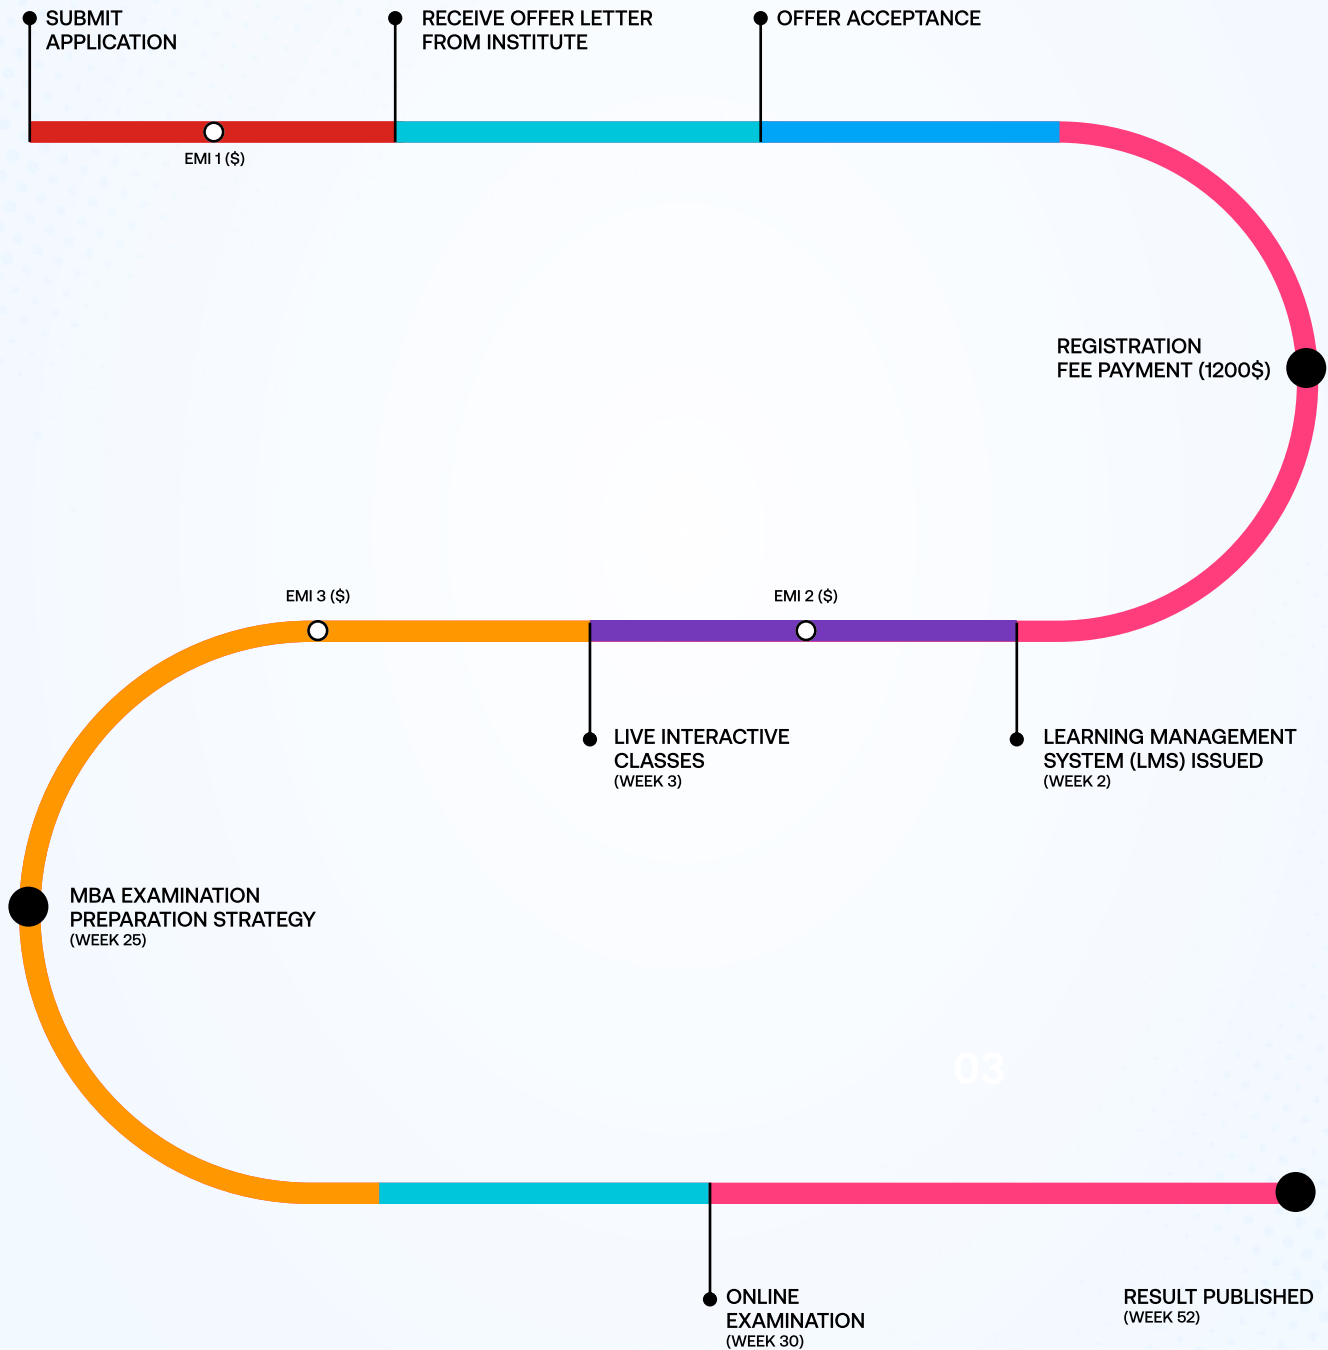 SUBMIT
APPLICATION
RECEIVE OFFER LETTER
FROM INSTITUTE
OFFER ACCEPTANCE
EMI 1 ($)
REGISTRATION
FEE PAYMENT (1200$)
EMI 3 ($)
EMI 2 ($)
LIVE INTERACTIVE
CLASSES
(WEEK 3)
LEARNING MANAGEMENT
SYSTEM (LMS) ISSUED
(WEEK 2)
MBA EXAMINATION
PREPARATION STRATEGY
(WEEK 25)
03
ONLINE
EXAMINATION
(WEEK 30)
RESULT PUBLISHED
(WEEK 52)